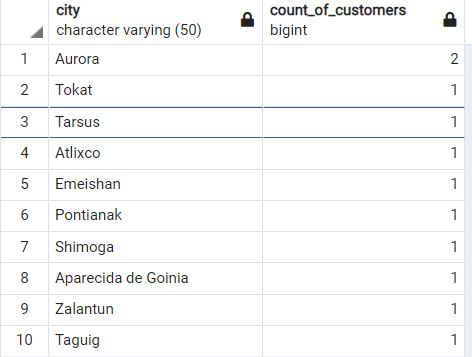 city count_of_customers
character varying (50) bigint
1 Aurora 2
2 Tokat 1
3 Tarsus 1
4 Atlixco 1
5 Emeishan 1
6 Pontianak 1
7 Shimoga 1
8 Aparecida de Goinia 1
9 Zalantun 1
10 Taguig 1